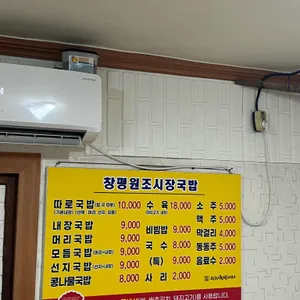 창평원조시장국밥
따로국밥 10,000
내장국밥 9,000
머리국밥 9,000
모듬국밥 9,000
선지국밥 9,000
콩나물국밥 8,000
수육 18,000
비빔밥 9,000
국수 8,000
(특) 9,000
사리 2,000
소주 5,000
맥주 5,000
막걸리 4,000
동동주 5,000
음료수 2,000